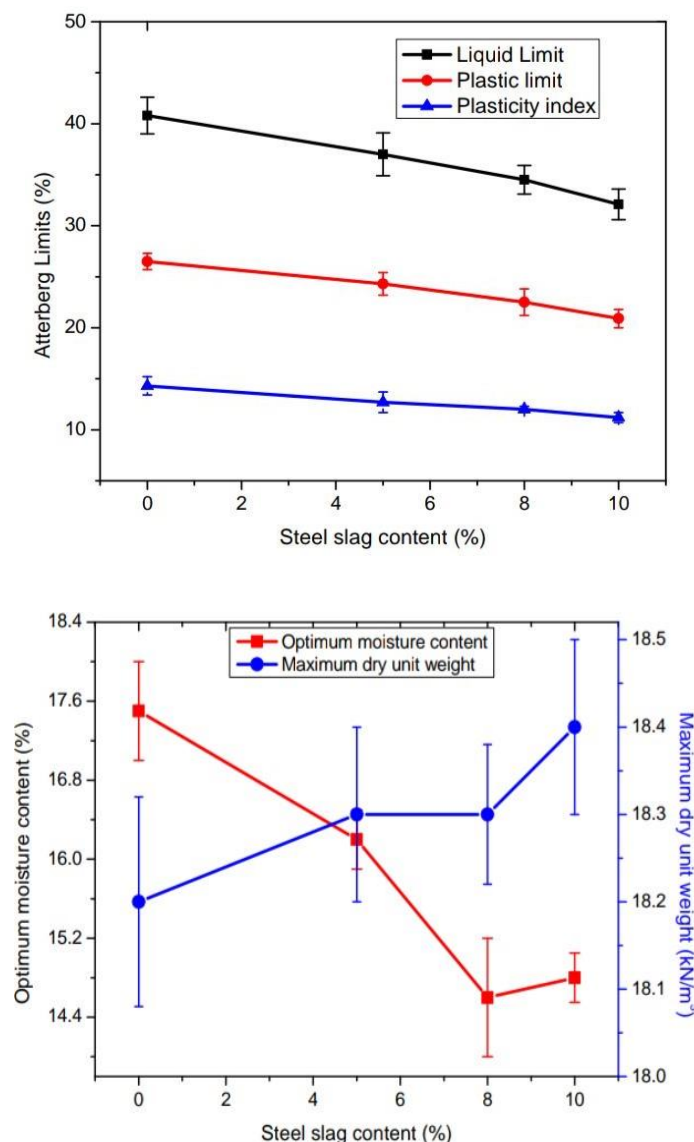 50
40
30
20
10
Atterberg Limits (%)
Liquid Limit
Plastic limit
Plasticity index
0 2 4 6 8 10
Steel slag content (%)
18.4
17.6
16.8
16.0
15.2
14.4
Optimum moisture content (%)
Optimum moisture content
Maximum dry unit weight
18.5
18.4
18.3
18.2
18.1
18.0
Maximum dry unit weight (kN/m³)
0 2 4 6 8 10
Steel slag content (%)